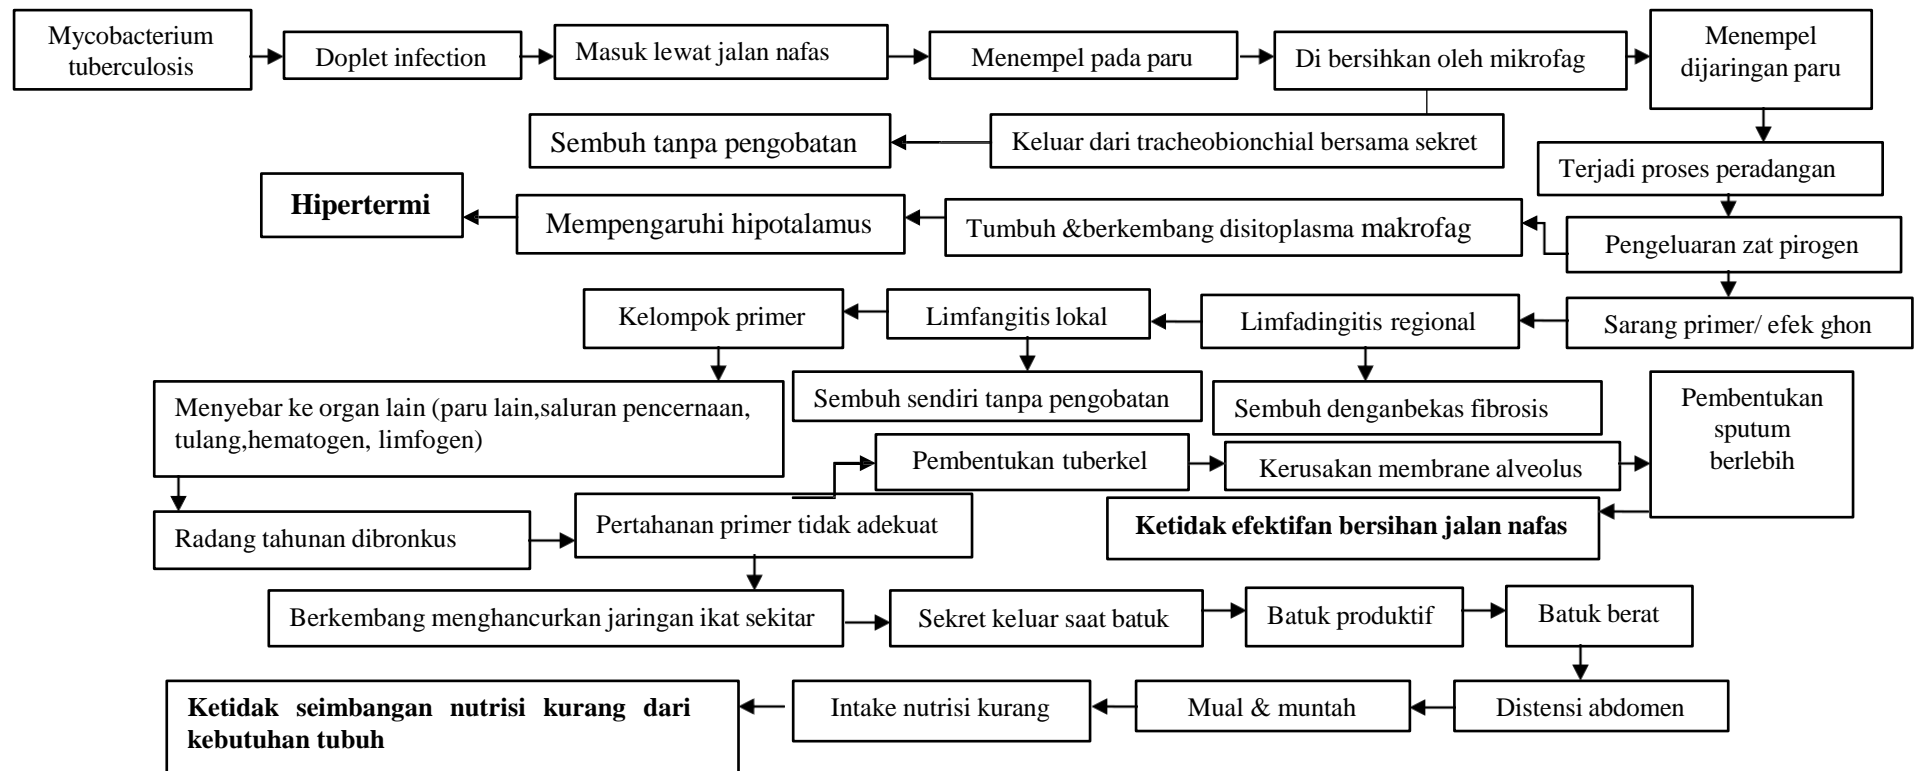 Mycobacterium
tuberculosis
Doplet infection
Masuk lewat jalan nafas
Menempel pada paru
Di bersihkan oleh mikrofag
Menempel
dijaringan paru
Sembuh tanpa pengobatan
Keluar dari tracheobionchial bersama sekret
Terjadi proses peradangan
Hipertermi
Mempengaruhi hipotalamus
Tumbuh &berkembang disitoplasma makrofag
Pengeluaran zat pirogen
Kelompok primer
Limfangitis lokal
Limfadingitis regional
Sarang primer/ efek ghon
Menyebar ke organ lain (paru lain,saluran pencernaan,
tulang,hematogen, limfogen)
Sembuh sendiri tanpa pengobatan
Sembuh denganbekas fibrosis
Pembentukan
sputum
berlebih
Pembentukan tuberkel
Kerusakan membrane alveolus
Radang tahunan dibronkus
Pertahanan primer tidak adekuat
Ketidak efektifan bersihan jalan nafas
Berkembang menghancurkan jaringan ikat sekitar
Sekret keluar saat batuk
Batuk produktif
Batuk berat
Ketidak seimbangan nutrisi kurang dari
kebutuhan tubuh
Intake nutrisi kurang
Mual & muntah
Distensi abdomen